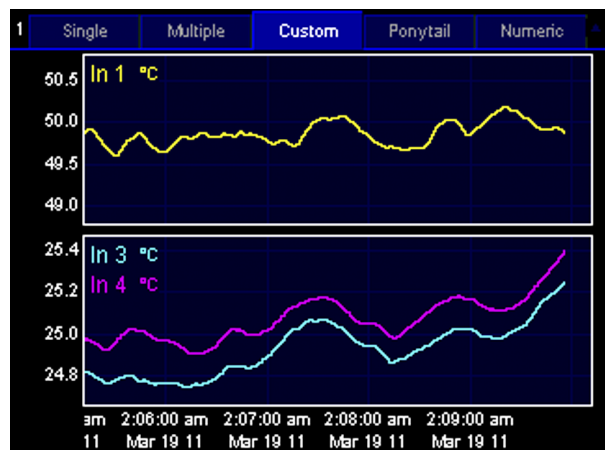 1 Single Multiple Custom Ponytail Numeric
In 1 °C
50.5
50.0
49.5
49.0
In 3 °C
In 4 °C
25.4
25.2
25.0
24.8
am 2:06:00 am 2:07:00 am 2:08:00 am 2:09:00 am
11 Mar 19 11 Mar 19 11 Mar 19 11 Mar 19 11